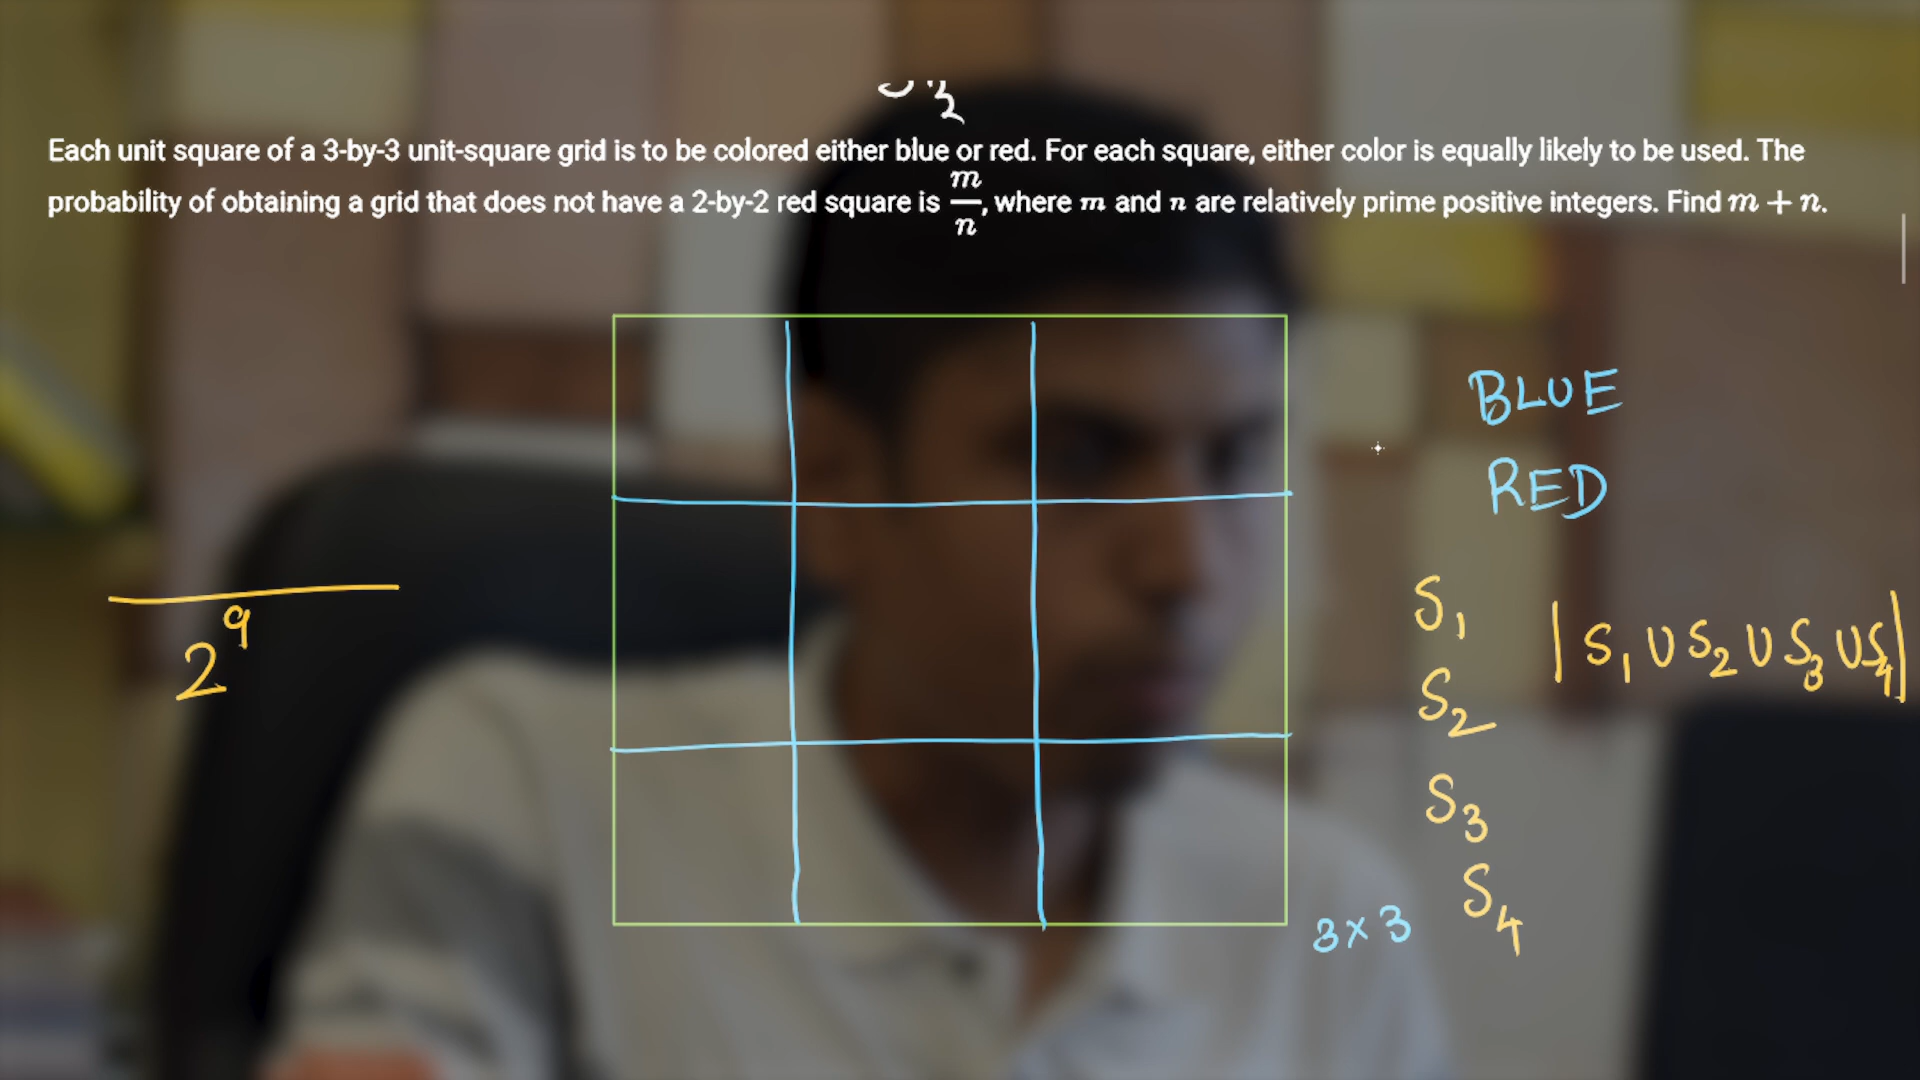 2
Each unit square of a 3-by-3 unit-square grid is to be colored either blue or red. For each square, either color is equally likely to be used. The
probability of obtaining a grid that does not have a 2-by-2 red square is m/n, where m and n are relatively prime positive integers. Find m + n.
BLUE
RED
2⁹
S₁
|S₁ ∪ S₂ ∪ S₃ ∪ S₄|
S₂
S₃
S₄
3×3